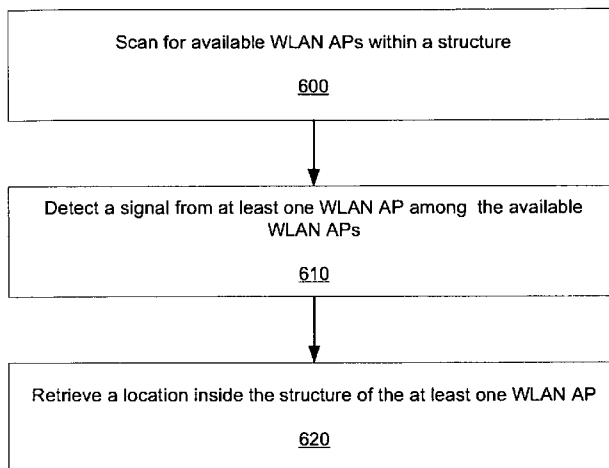 Scan for available WLAN APs within a structure
600
Detect a signal from at least one WLAN AP among the available
WLAN APs
610
Retrieve a location inside the structure of the at least one WLAN AP
620